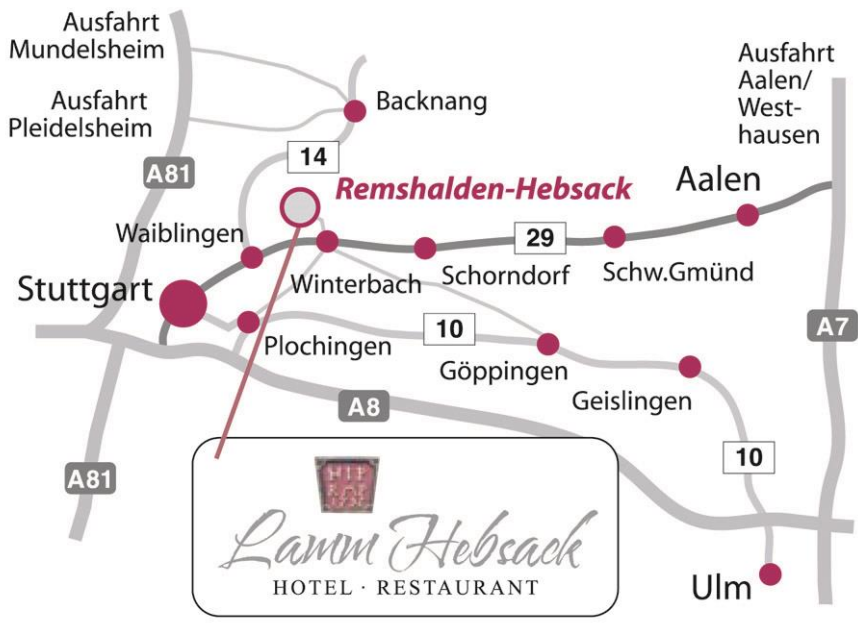 Ausfahrt
Mundelsheim
Ausfahrt
Pleidelsheim
Ausfahrt
Aalen/
West-
hausen
Backnang
14
A81
Remshalden-Hebsack
Aalen
Waiblingen
29
Winterbach
Schorndorf
Schw.Gmünd
Stuttgart
Plochingen
10
A7
Göppingen
Geislingen
A8
A81
10
Lamm Hebsack
HOTEL · RESTAURANT
Ulm